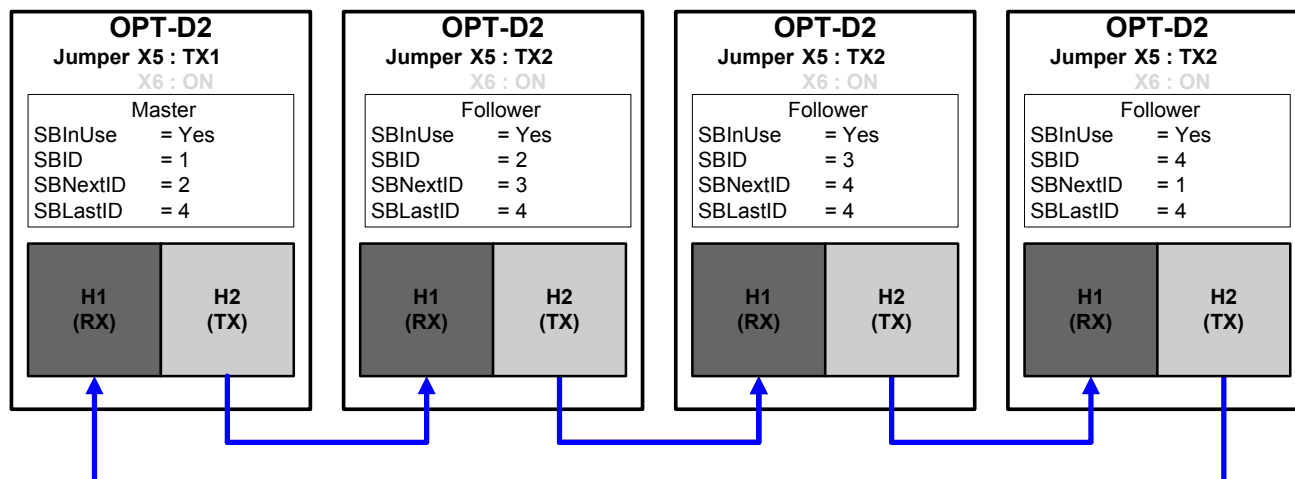 OPT-D2
Jumper X5 : TX1
X6 : ON
Master
SBInUse = Yes
SBID = 1
SBNextID = 2
SBLastID = 4
H1
(RX)
H2
(TX)
OPT-D2
Jumper X5 : TX2
X6 : ON
Follower
SBInUse = Yes
SBID = 2
SBNextID = 3
SBLastID = 4
H1
(RX)
H2
(TX)
OPT-D2
Jumper X5 : TX2
X6 : ON
Follower
SBInUse = Yes
SBID = 3
SBNextID = 4
SBLastID = 4
H1
(RX)
H2
(TX)
OPT-D2
Jumper X5 : TX2
X6 : ON
Follower
SBInUse = Yes
SBID = 4
SBNextID = 1
SBLastID = 4
H1
(RX)
H2
(TX)